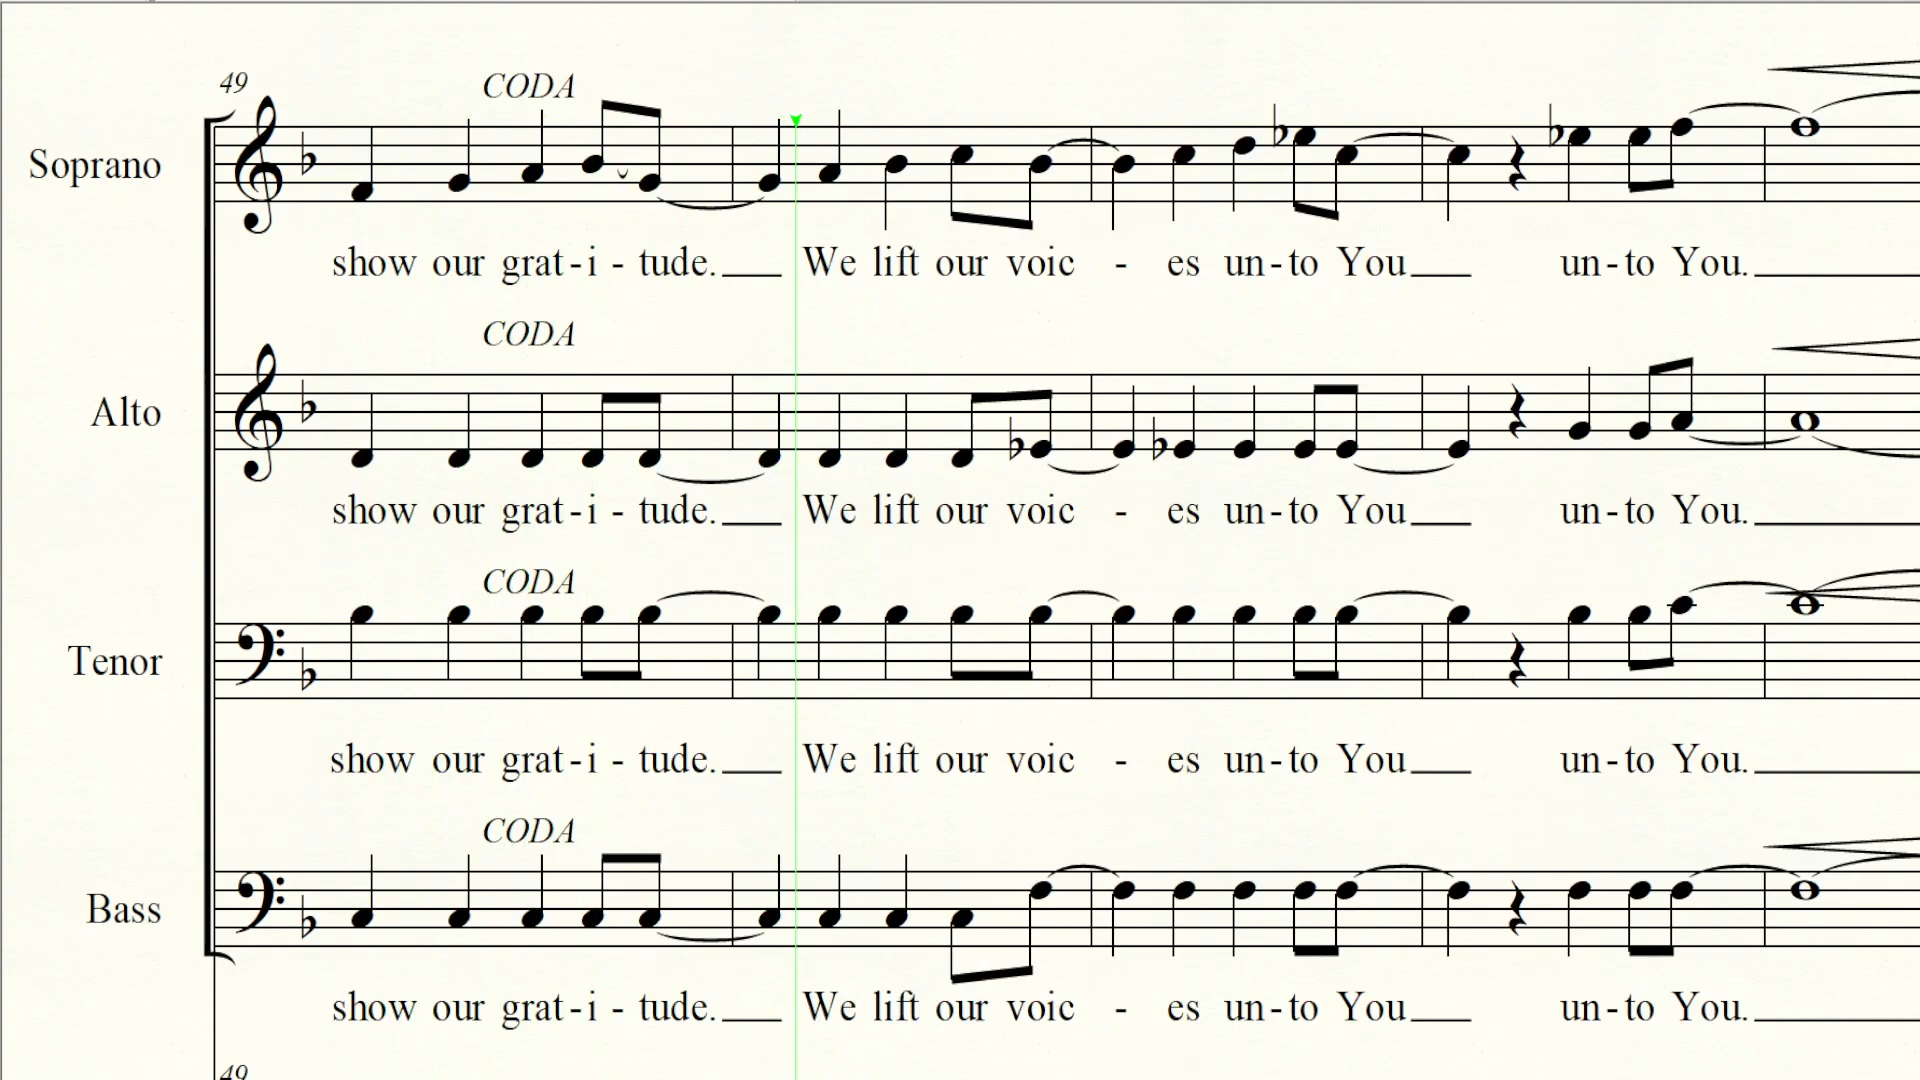 49
CODA
Soprano
show our grat-i - tude.___ We lift our voic - es un-to You___ un-to You.___
CODA
Alto
show our grat-i - tude.___ We lift our voic - es un-to You___ un-to You.___
CODA
Tenor
show our grat-i - tude.___ We lift our voic - es un-to You___ un-to You.___
CODA
Bass
show our grat-i - tude.___ We lift our voic - es un-to You___ un-to You.___
49